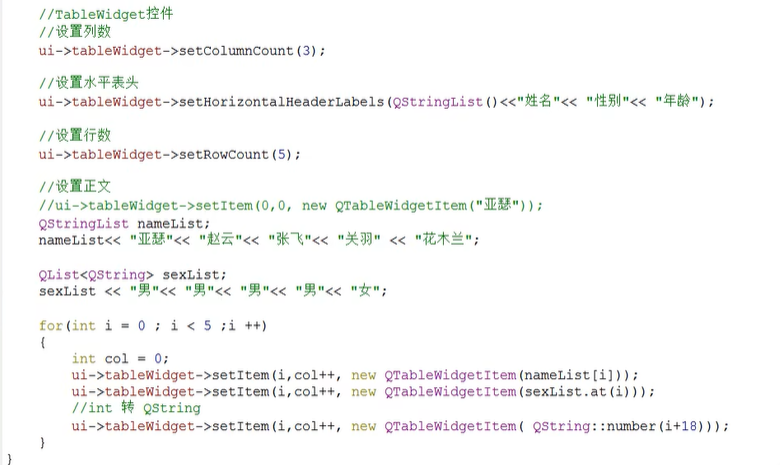 //TableWidget控件
//设置列数
ui->tableWidget->setColumnCount(3);
//设置水平表头
ui->tableWidget->setHorizontalHeaderLabels(QStringList()<<"姓名"<< "性别"<< "年龄");
//设置行数
ui->tableWidget->setRowCount(5);
//设置正文
//ui->tableWidget->setItem(0,0, new QTableWidgetItem("亚瑟"));
QStringList nameList;
nameList<< "亚瑟"<< "赵云"<< "张飞"<< "关羽" << "花木兰";
QList<QString> sexList;
sexList << "男"<< "男"<< "男"<< "男"<< "女";
for(int i = 0 ; i < 5 ;i ++)
{
int col = 0;
ui->tableWidget->setItem(i,col++, new QTableWidgetItem(nameList[i]));
ui->tableWidget->setItem(i,col++, new QTableWidgetItem(sexList.at(i)));
//int 转 QString
ui->tableWidget->setItem(i,col++, new QTableWidgetItem( QString::number(i+18)));
}
}